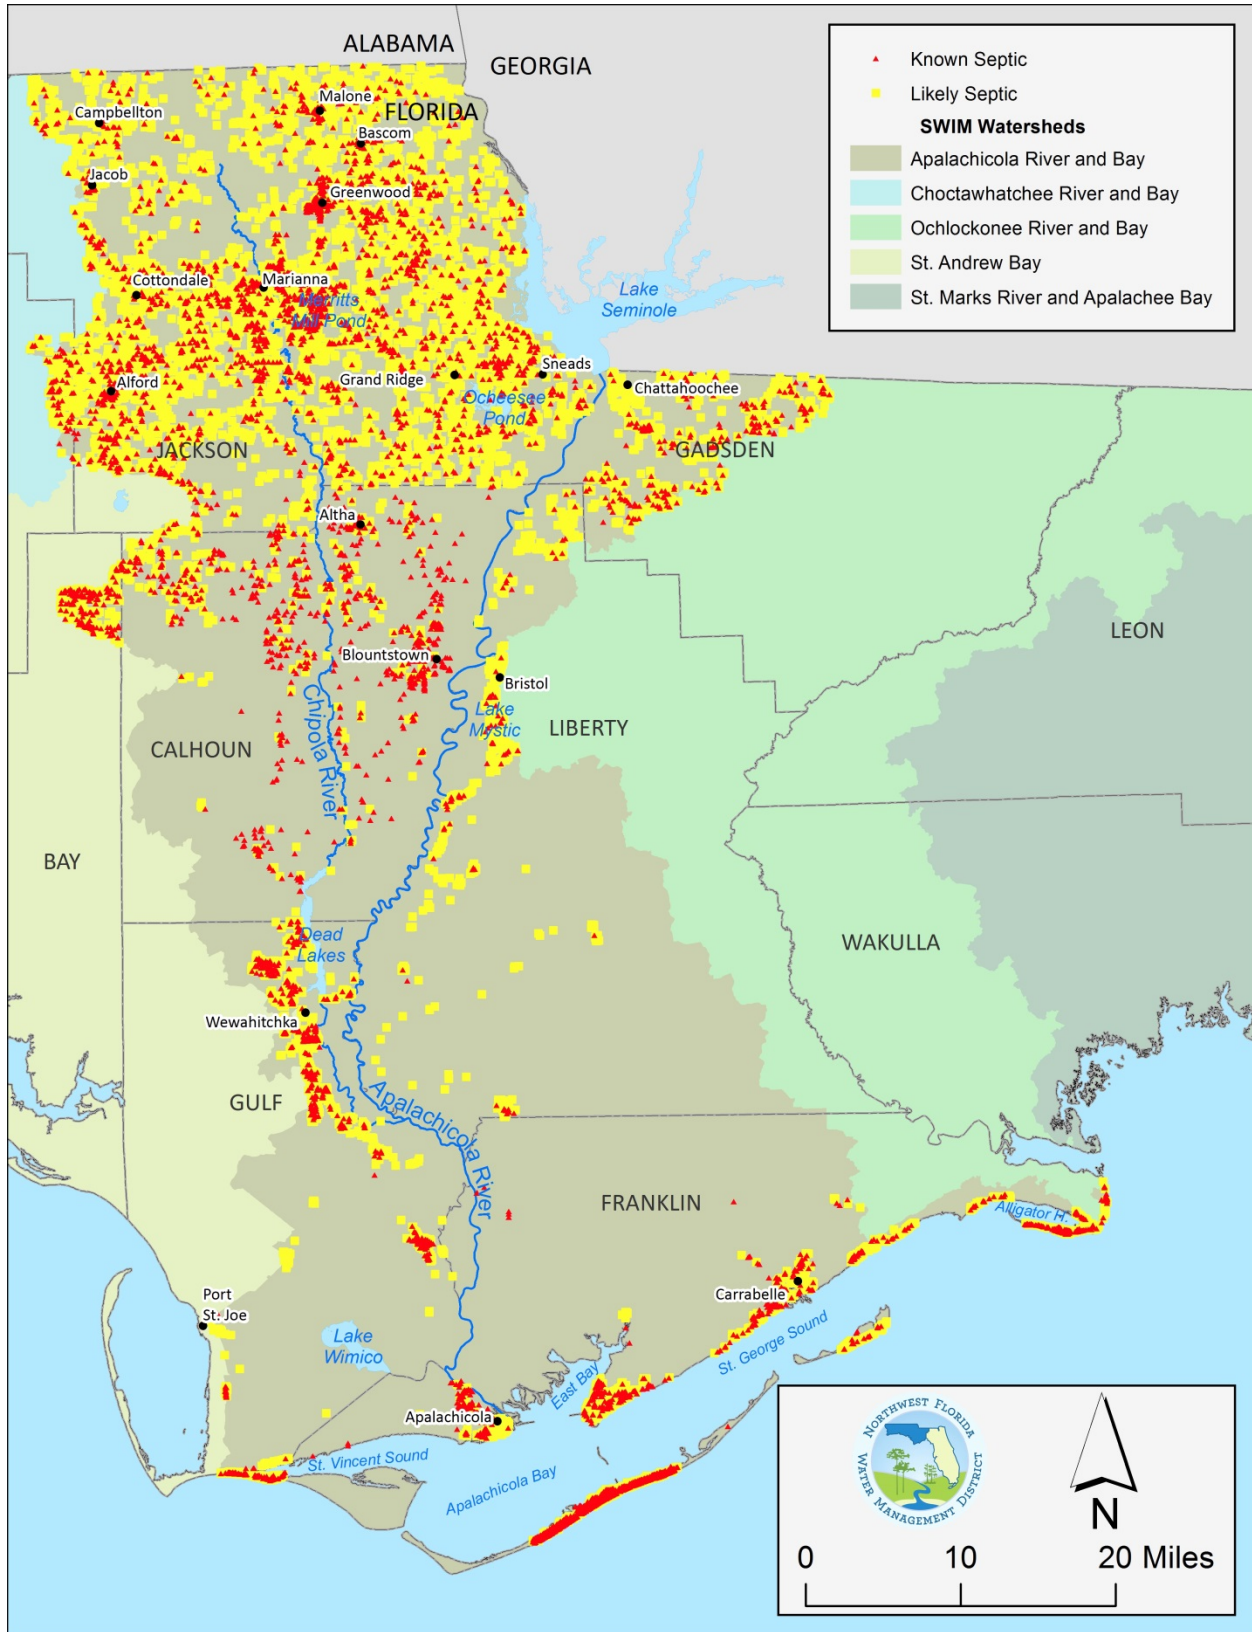 ALABAMA
GEORGIA
FLORIDA
Known Septic
Likely Septic
SWIM Watersheds
Apalachicola River and Bay
Choctawhatchee River and Bay
Ochlockonee River and Bay
St. Andrew Bay
St. Marks River and Apalachee Bay
Malone
Campbellton
Bascom
Jacob
Greenwood
Cottondale
Marianna
Merritts
Mill Pond
Lake
Seminole
Alford
Grand Ridge
Sneads
Chattahoochee
Ocheesee
Pond
JACKSON
GADSDEN
Altha
LEON
Blountstown
Bristol
Lake
Mystic
LIBERTY
CALHOUN
Chipola River
BAY
WAKULLA
Dead
Lakes
Wewahitchka
GULF
Apalachicola River
FRANKLIN
Alligator H.
Carrabelle
Port
St. Joe
Lake
Wimico
St. George Sound
East Bay
Apalachicola
St. Vincent Sound
Apalachicola Bay
NORTHWEST FLORIDA
WATER MANAGEMENT DISTRICT
N
0 10 20 Miles